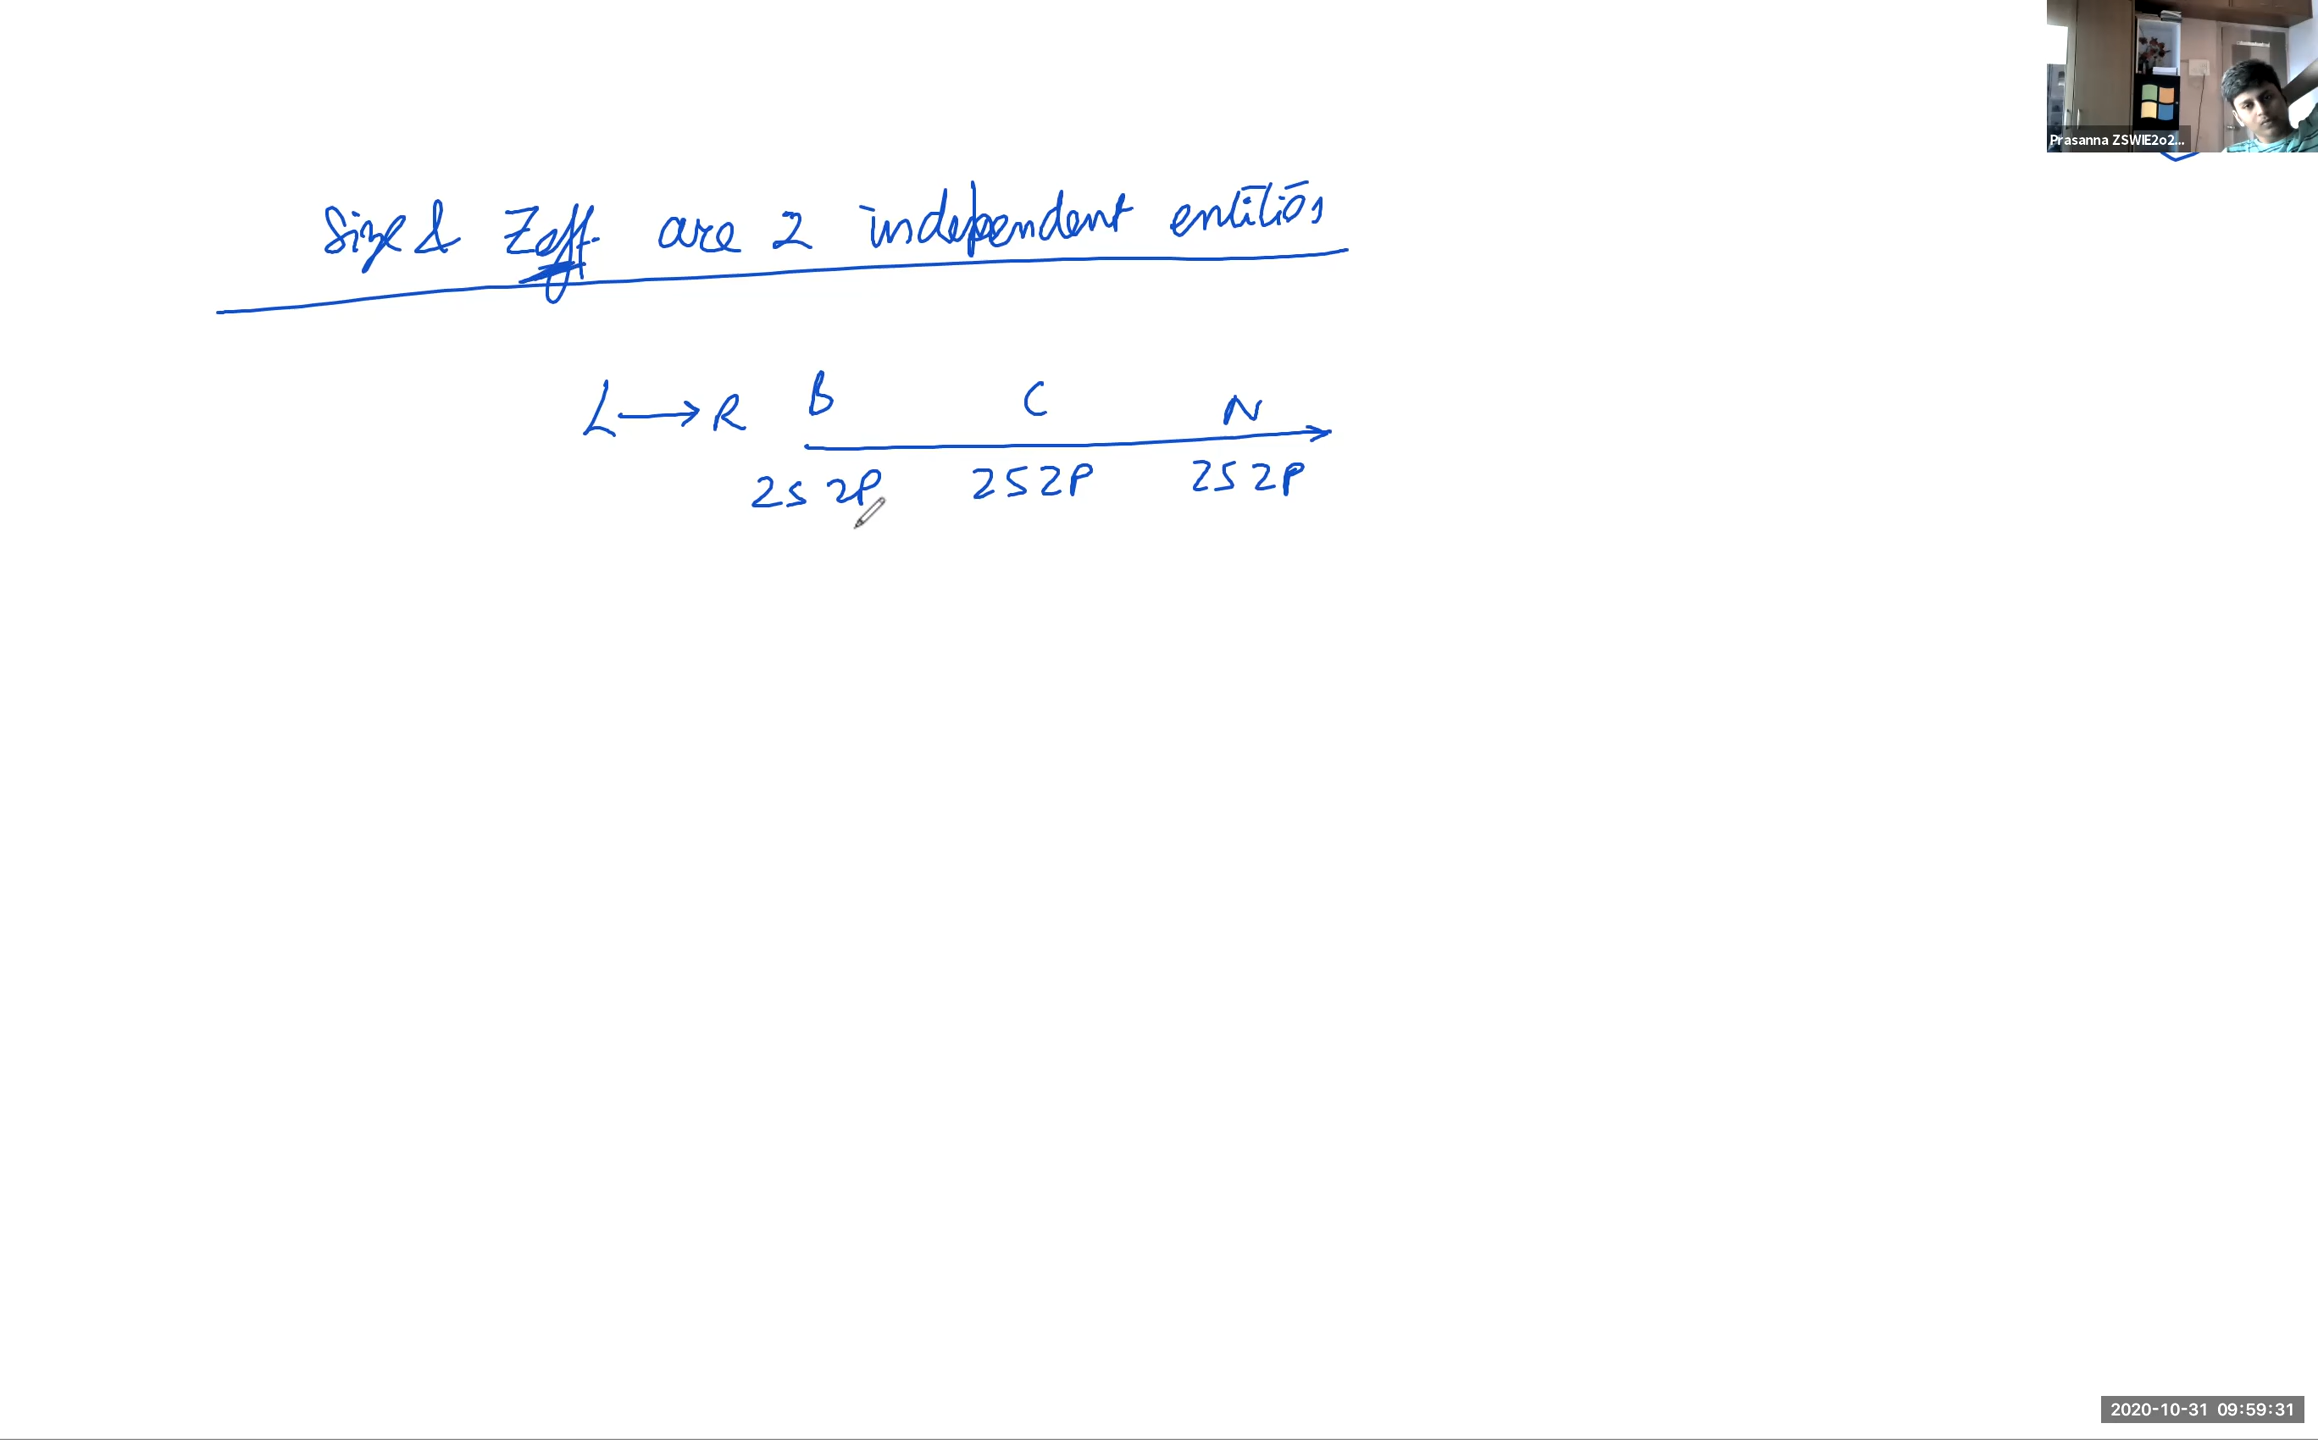 Prasanna ZSWIE2o2...
Size & Zeff are 2 independent entities
L → R B C N
2s 2P 2S 2P 2S 2P
2020-10-31 09:59:31